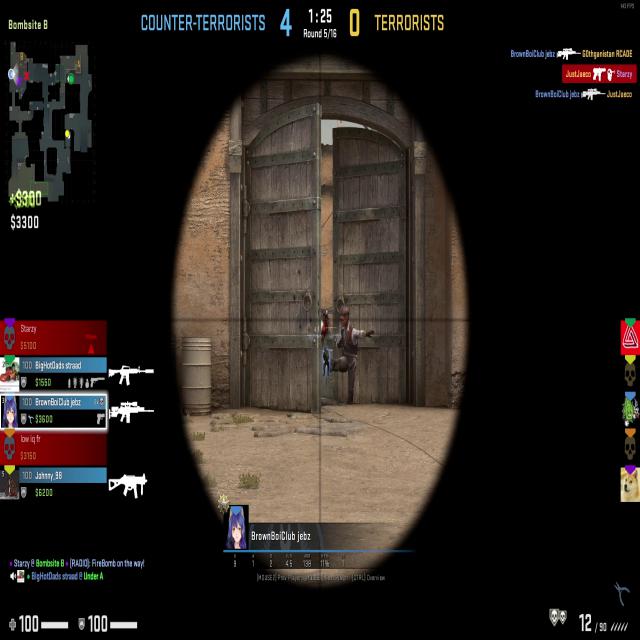 Bombsite B
COUNTER-TERRORISTS 4 1:25 0 TERRORISTS
Round 5/16
BrownBoiClub jebz G0thganistan RCADE
JustJaeco Starzy
BrownBoiClub jebz JustJaeco
+$300
$3300
Starzy
$5100
100 BigHotDads straad
$1550
100 BrownBoiClub jebz
$3600
low iq fr
$3150
100 Johnny_98
$6200
BrownBoiClub jebz
Starzy @ Bombsite B • (RADIO): FireBomb on the way!
BigHotDads straad @ Under A
100 100 12 / 90